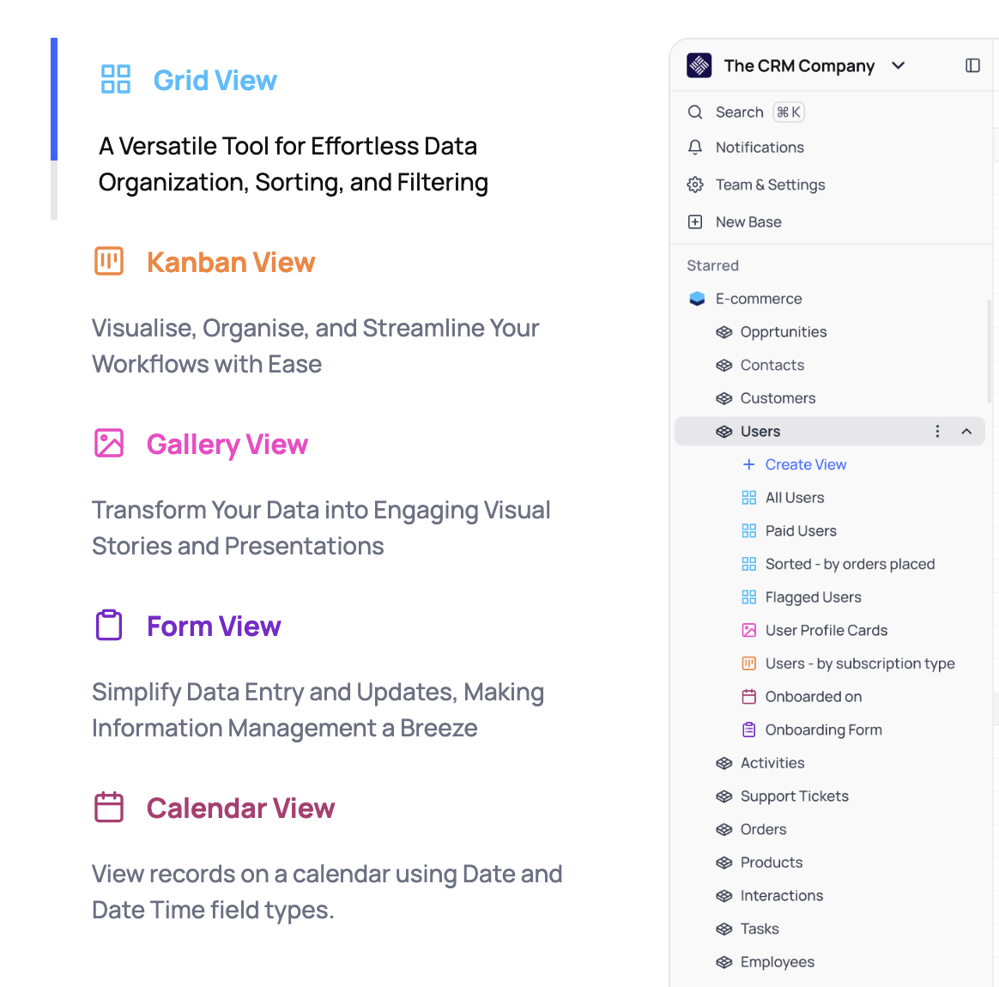 Grid View
A Versatile Tool for Effortless Data
Organization, Sorting, and Filtering
Kanban View
Visualise, Organise, and Streamline Your
Workflows with Ease
Gallery View
Transform Your Data into Engaging Visual
Stories and Presentations
Form View
Simplify Data Entry and Updates, Making
Information Management a Breeze
Calendar View
View records on a calendar using Date and
Date Time field types.
The CRM Company
Search ⌘ K
Notifications
Team & Settings
New Base
Starred
E-commerce
Opprtunities
Contacts
Customers
Users
+ Create View
All Users
Paid Users
Sorted - by orders placed
Flagged Users
User Profile Cards
Users - by subscription type
Onboarded on
Onboarding Form
Activities
Support Tickets
Orders
Products
Interactions
Tasks
Employees